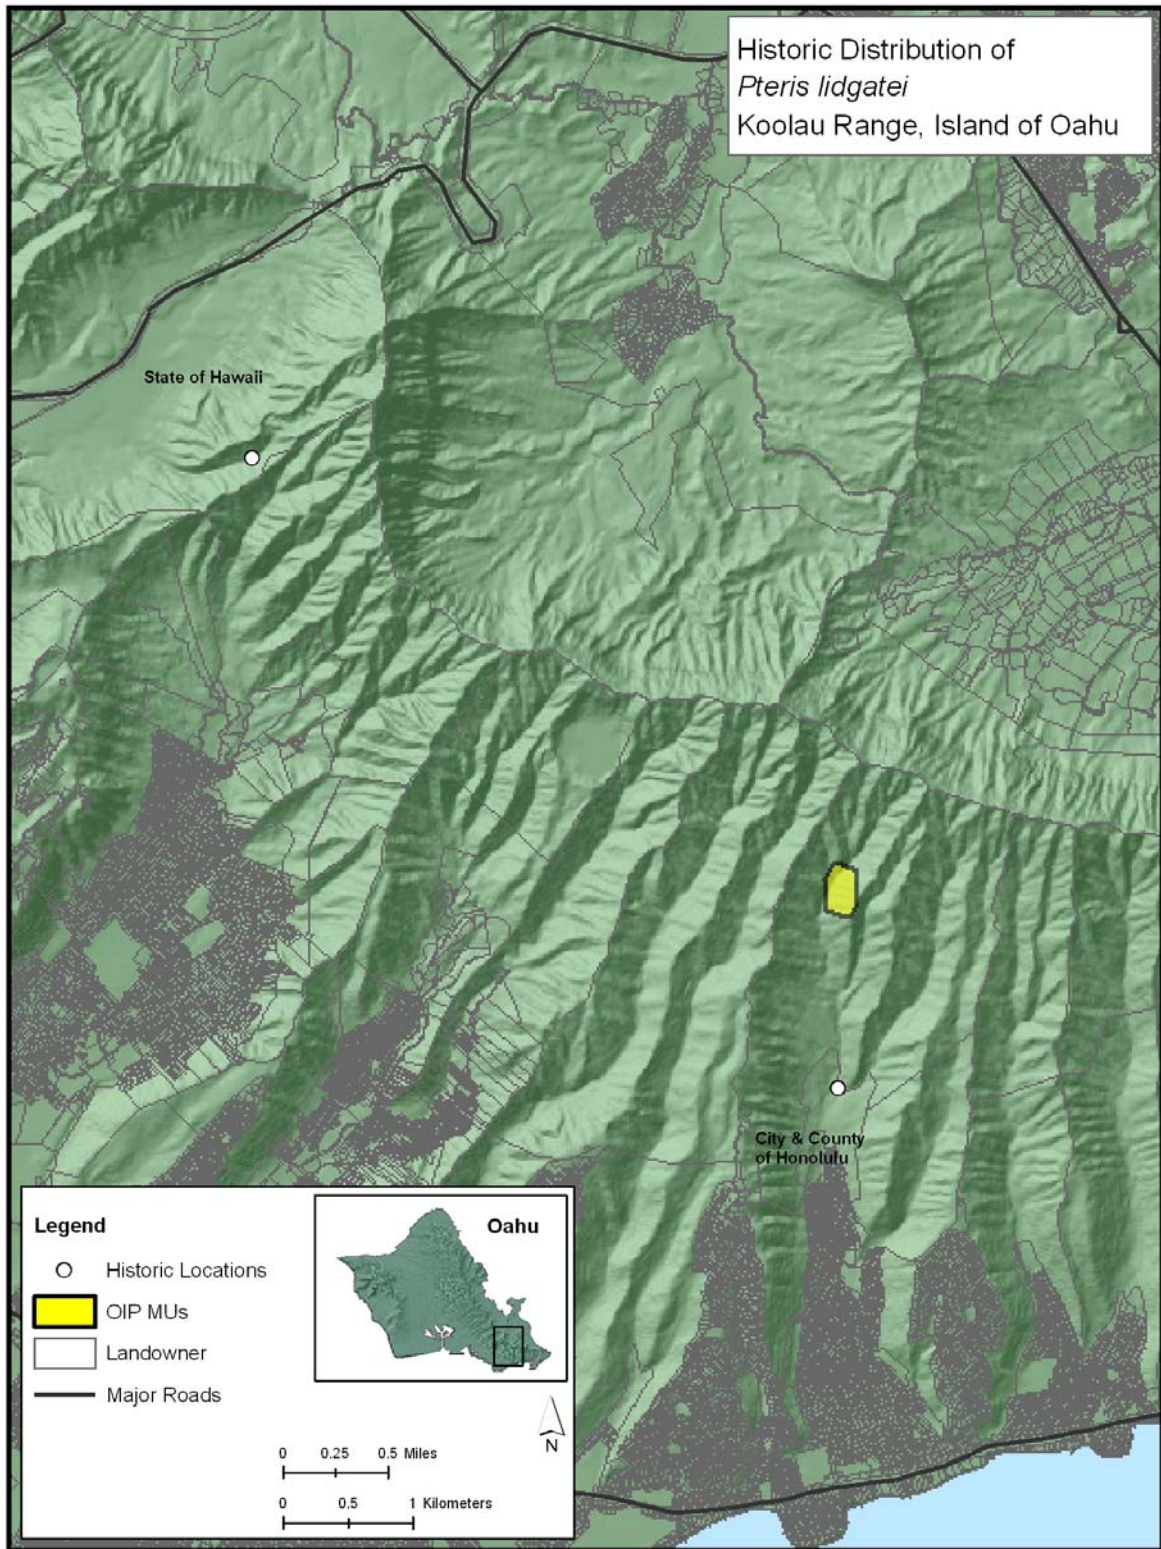 Historic Distribution of
Pteris lidgatei
Koolau Range, Island of Oahu
State of Hawaii
City & County
of Honolulu
Legend
Historic Locations
OIP MUs
Landowner
Major Roads
Oahu
N
0 0.25 0.5 Miles
0 0.5 1 Kilometers